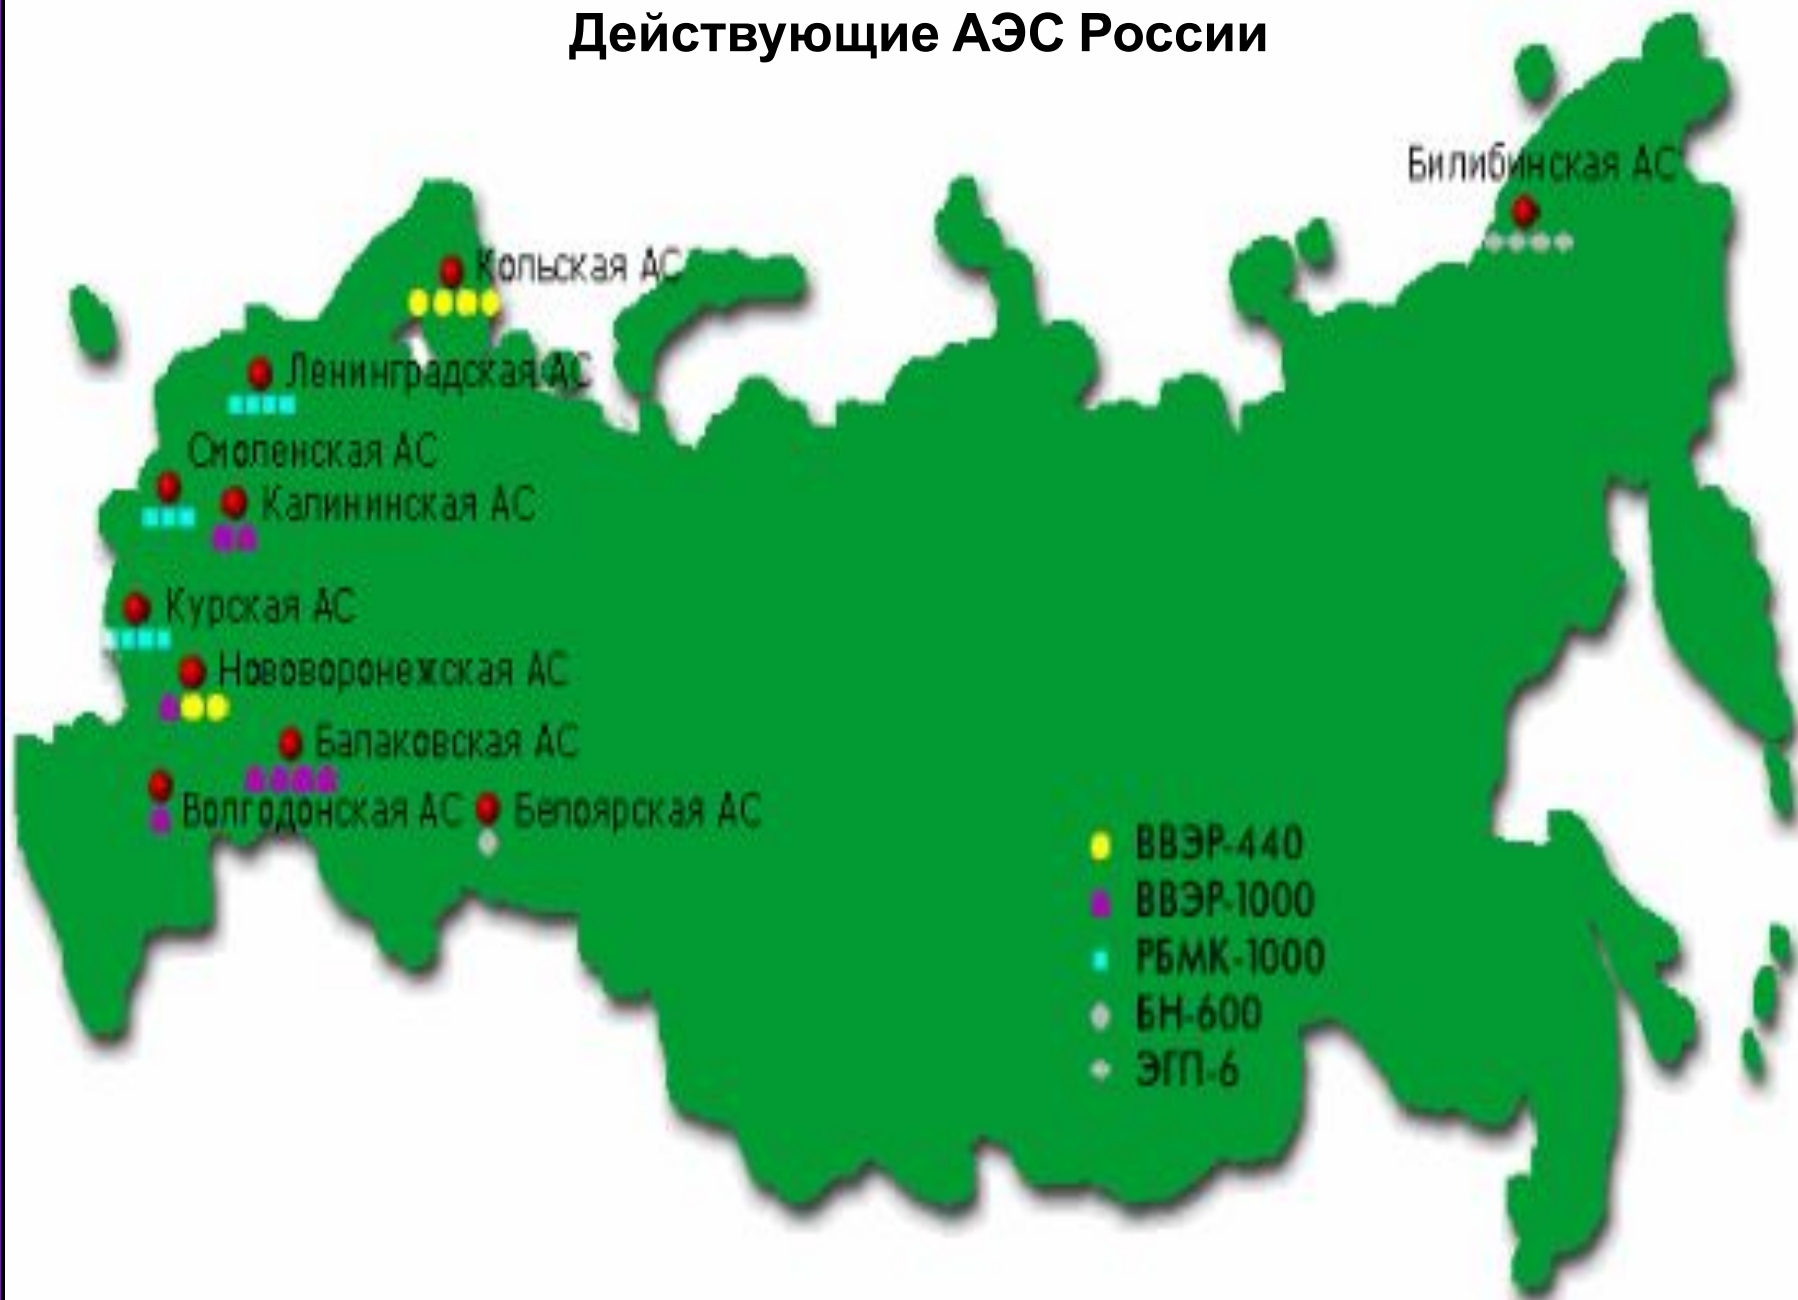 Действующие АЭС России
Билибинская АС
Кольская АС
Ленинградская АС
Смоленская АС
Калининская АС
Курская АС
Нововоронежская АС
Балаковская АС
Волгодонская АС
Белоярская АС
ВВЭР-440
ВВЭР-1000
РБМК-1000
БН-600
ЭГП-6